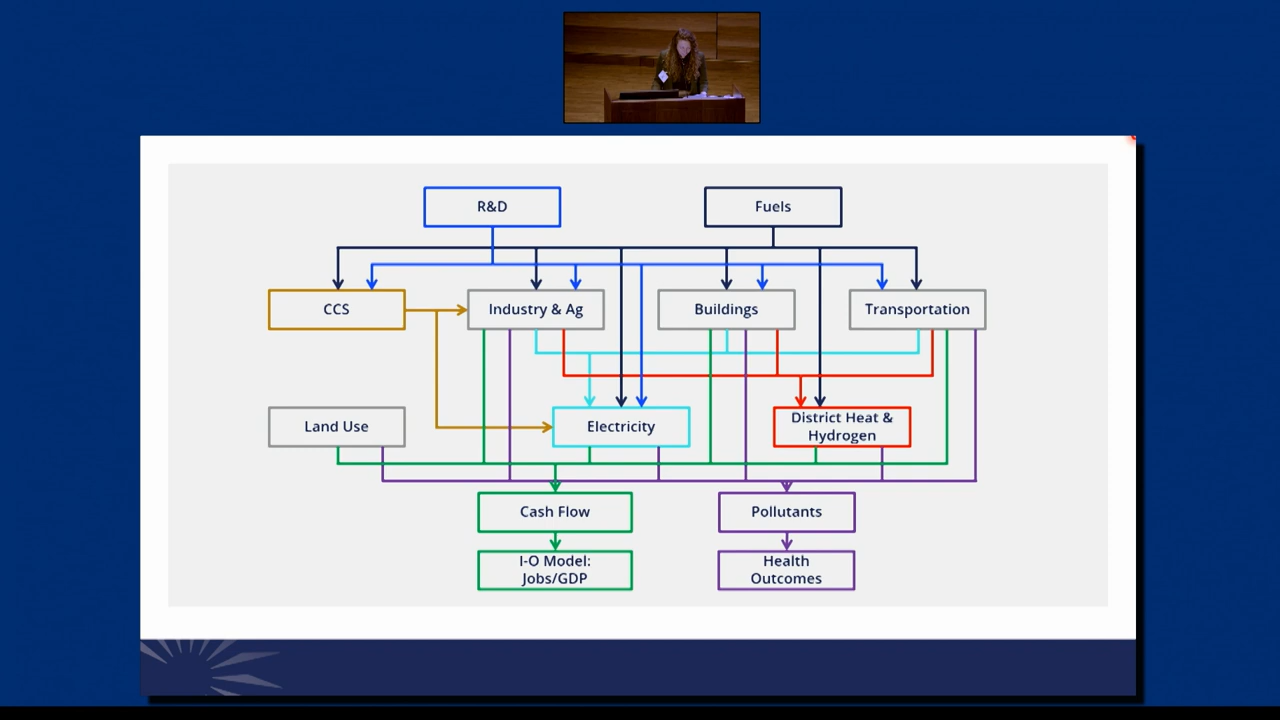 R&D
Fuels
CCS
Industry & Ag
Buildings
Transportation
Land Use
Electricity
District Heat &
Hydrogen
Cash Flow
Pollutants
I-O Model:
Jobs/GDP
Health
Outcomes